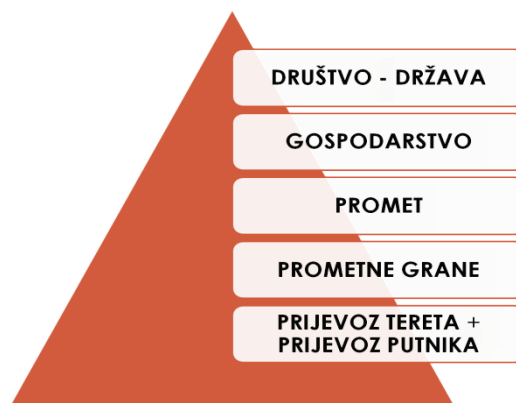 DRUŠTVO - DRŽAVA
GOSPODARSTVO
PROMET
PROMETNE GRANE
PRIJEVOZ TERETA +
PRIJEVOZ PUTNIKA